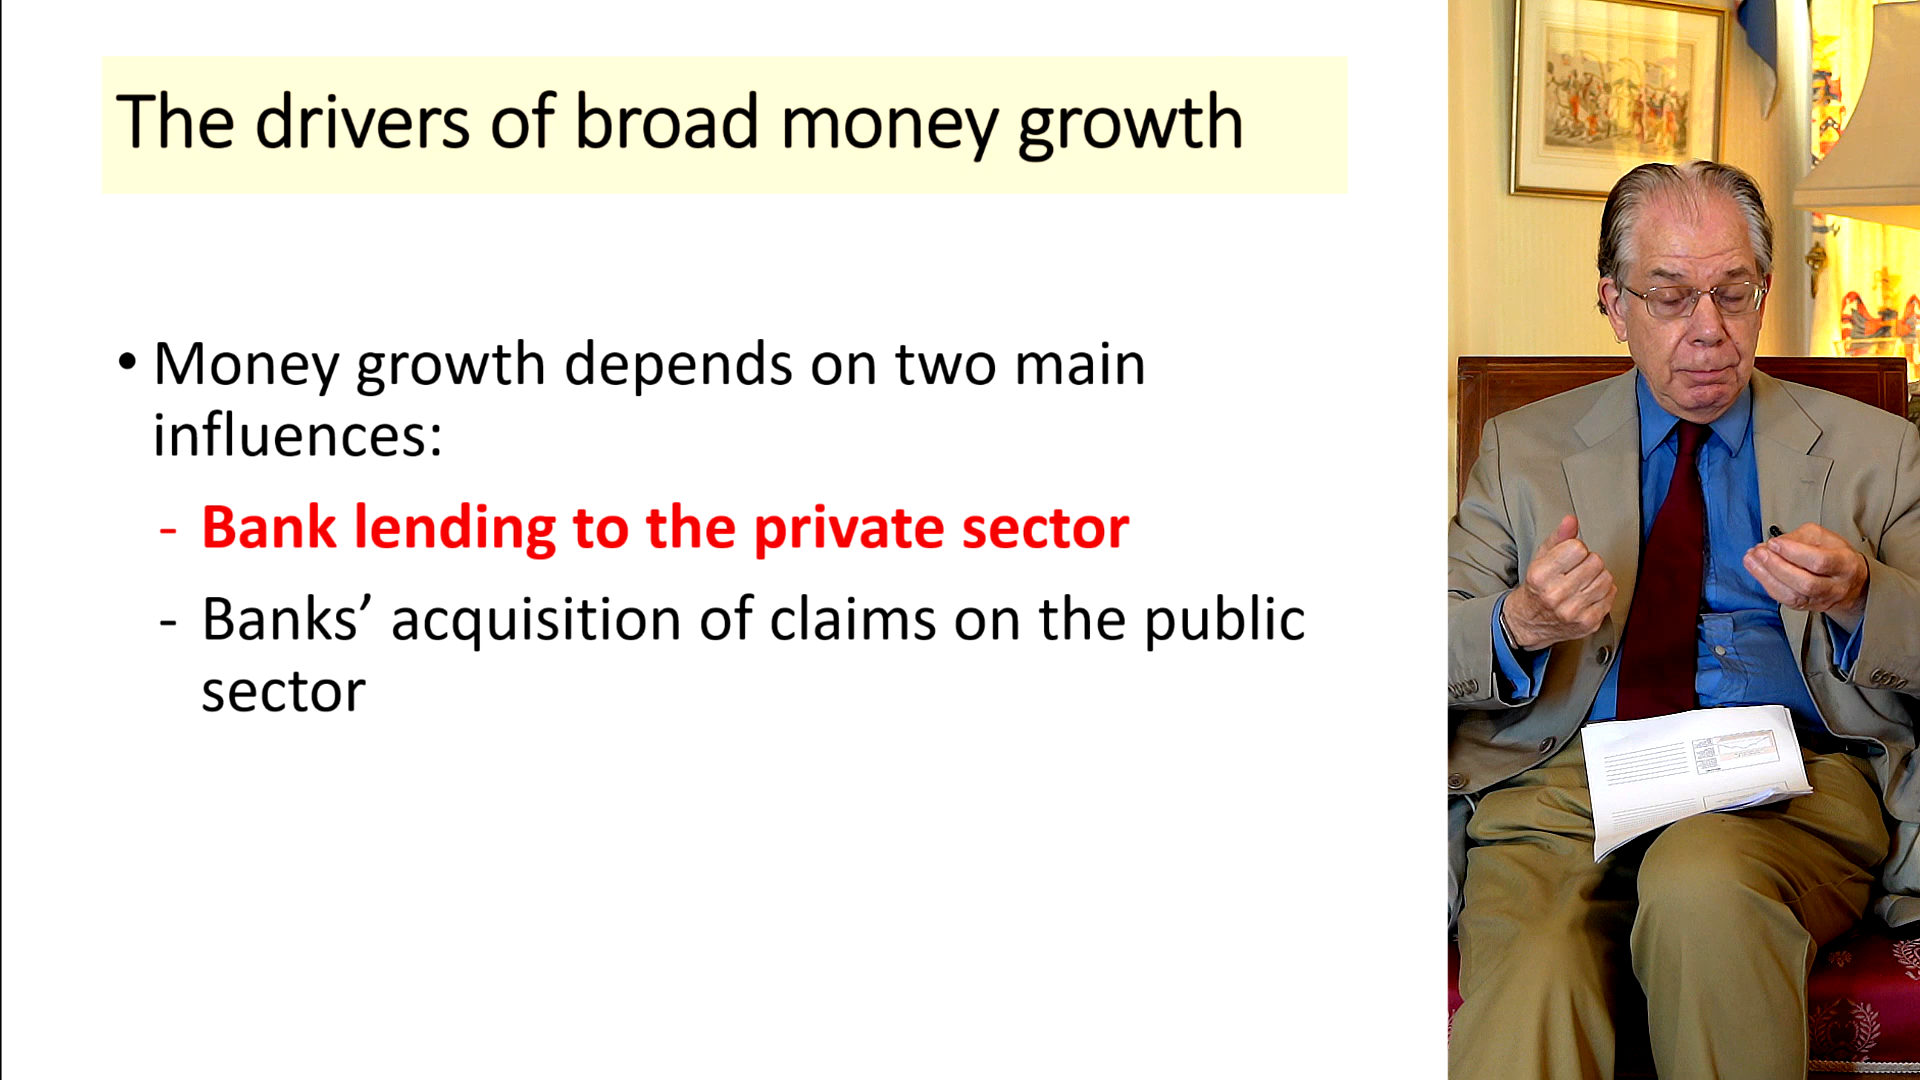 The drivers of broad money growth
• Money growth depends on two main
influences:
- Bank lending to the private sector
- Banks’ acquisition of claims on the public
sector